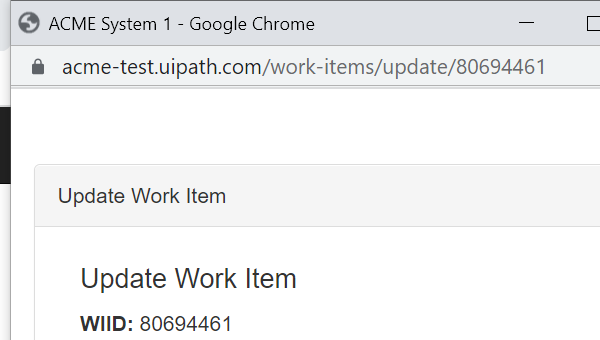 ACME System 1 - Google Chrome
acme-test.uipath.com/work-items/update/80694461
Update Work Item
Update Work Item
WIID: 80694461